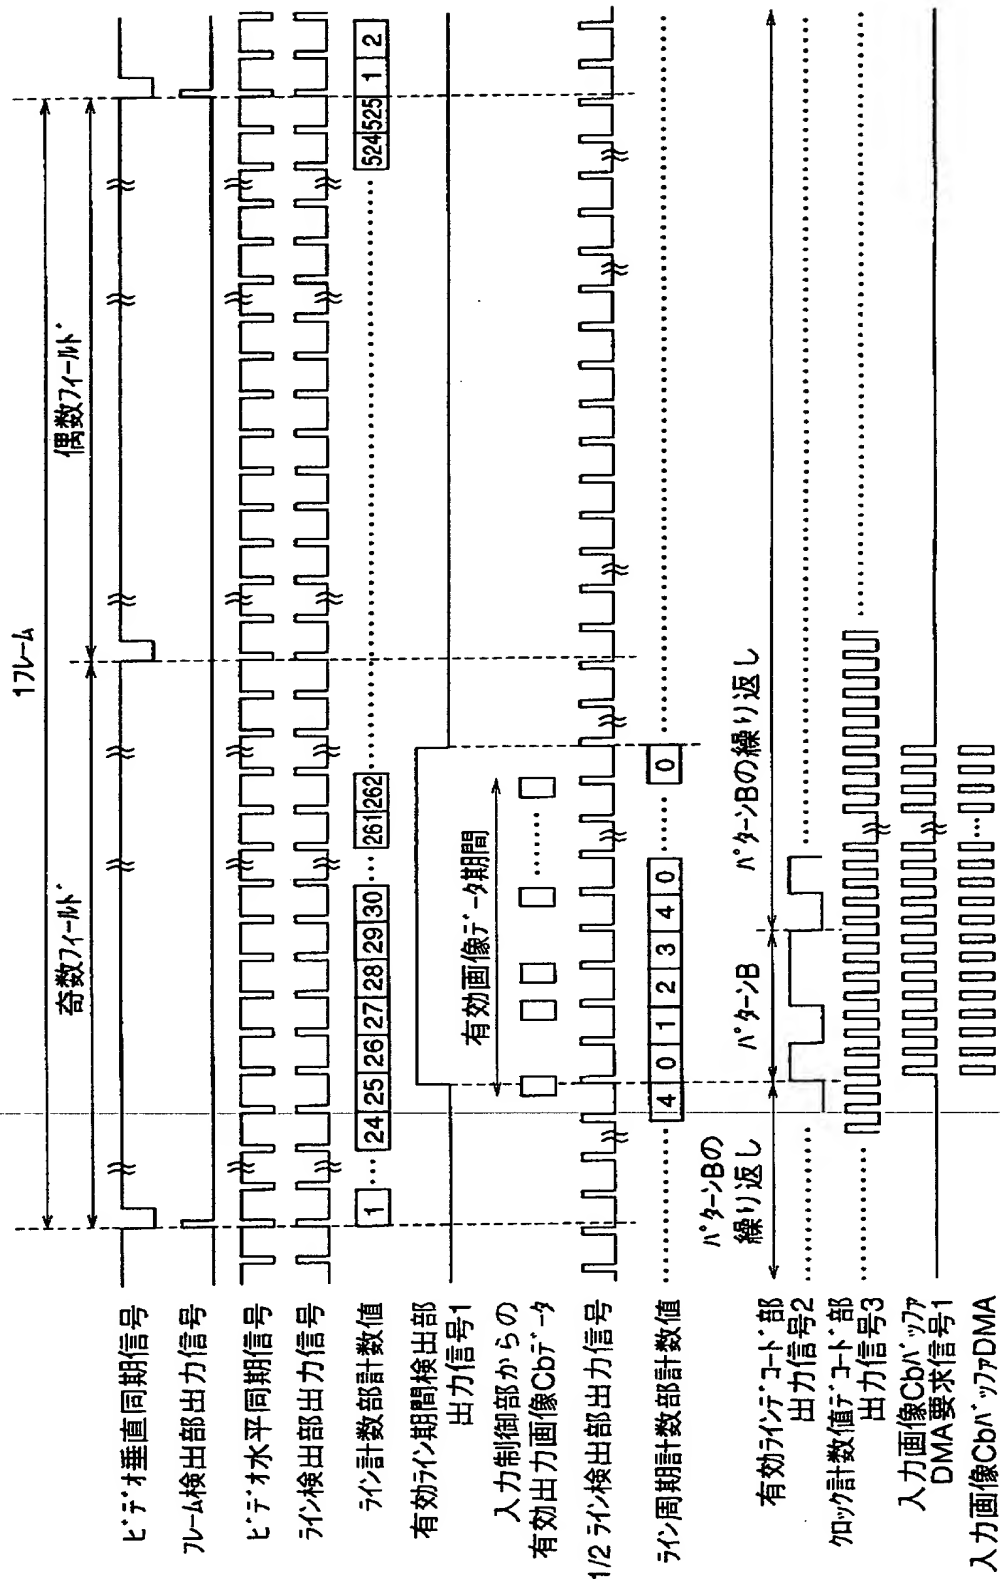 1フレーム
奇数フィールド
偶数フィールド
ビデオ垂直同期信号
フレーム検出部出力信号
ビデオ水平同期信号
ライン検出部出力信号
ライン計数部計数値
1 24 25 26 27 28 29 30 261 262 524 525 1 2
有効ライン期間検出部
出力信号1
有効画像データ期間
入力制御部からの
有効出力画像Cbデータ
1/2 ライン検出部出力信号
ライン周期計数部計数値
4 0 1 2 3 4 0 0
パターンBの
繰り返し
パターンB
パターンBの繰り返し
有効ラインデコード部
出力信号2
クロック計数値デコード部
出力信号3
入力画像Cbバッファ
DMA要求信号1
入力画像CbバッファDMA